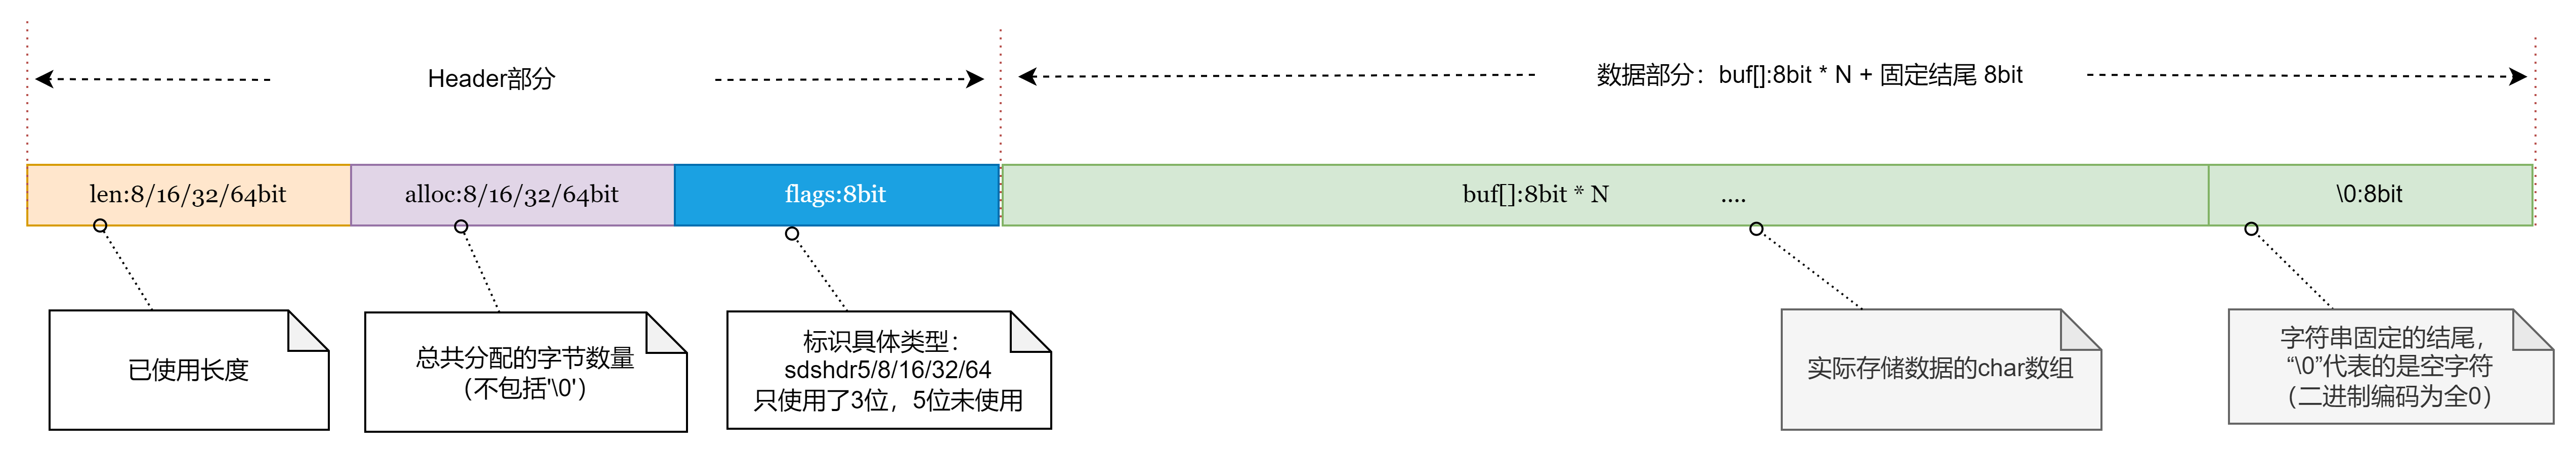 Header部分
数据部分：buf[]:8bit * N + 固定结尾 8bit
len:8/16/32/64bit
alloc:8/16/32/64bit
flags:8bit
buf[]:8bit * N
....
\0:8bit
已使用长度
总共分配的字节数量
（不包括'\0'）
标识具体类型：
sdshdr5/8/16/32/64
只使用了3位，5位未使用
实际存储数据的char数组
字符串固定的结尾，
“\0”代表的是空字符
（二进制编码为全0）